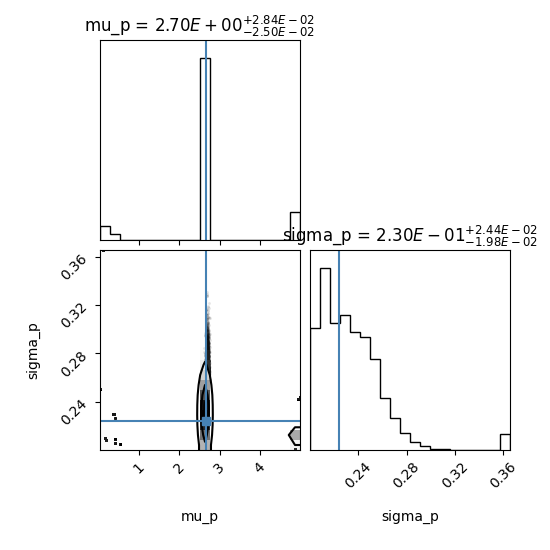 mu_p = 2.70E + 00+2.84E − 02 −2.50E − 02
sigma_p = 2.30E − 01+2.44E − 02 −1.98E − 02
0.36
0.32
0.28
0.24
sigma_p
1 2 3 4
mu_p
0.24 0.28 0.32 0.36
sigma_p